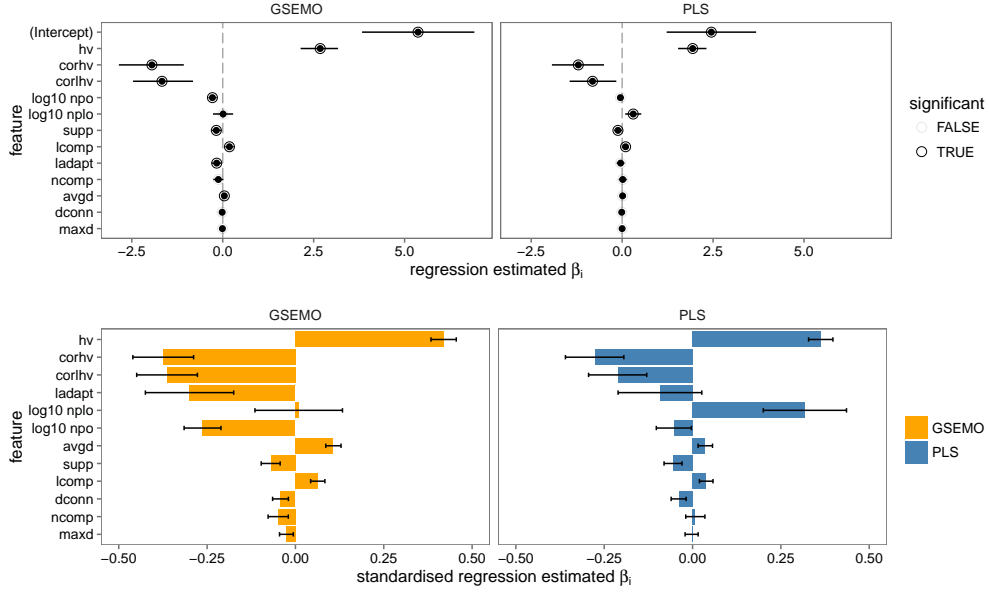 GSEMO PLS
(Intercept)
hv
corhv
corlhv
log10 npo
log10 nplo
supp
lcomp
ladapt
ncomp
avgd
dconn
maxd
feature
−2.5 0.0 2.5 5.0 −2.5 0.0 2.5 5.0
regression estimated βi
significant
FALSE
TRUE
GSEMO PLS
hv
corhv
corlhv
ladapt
log10 nplo
log10 npo
avgd
supp
lcomp
dconn
ncomp
maxd
feature
−0.50 −0.25 0.00 0.25 0.50 −0.50 −0.25 0.00 0.25 0.50
standardised regression estimated βi
GSEMO
PLS